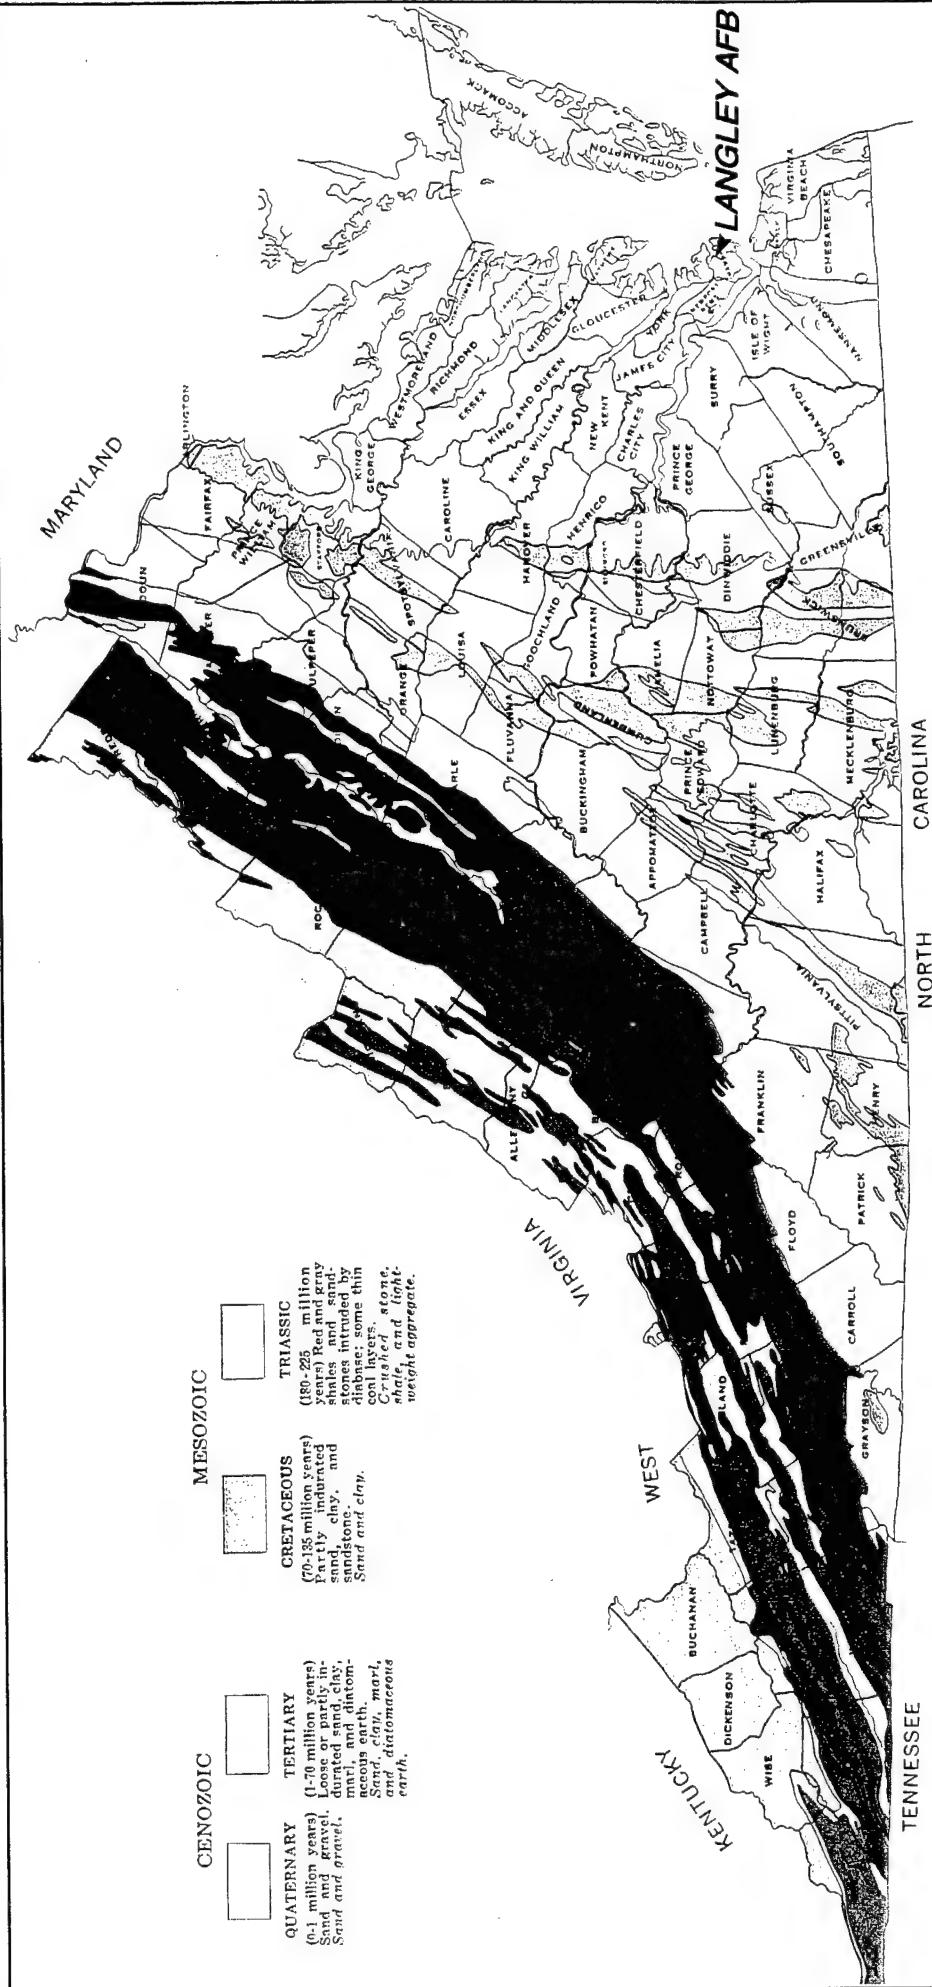 CENOZOIC
QUATERNARY
(0-1 million years)
Sand and gravel.
Sand and gravel.
TERTIARY
(1-70 million years)
Loose or partly in-
durated sand, clay,
marl, and diatom-
aceous earth.
Sand, clay, marl,
and diatomaceous
earth.
MESOZOIC
CRETACEOUS
(70-135 million years)
Partly indurated
sand, clay, and
sandstone.
Sand and clay.
TRIASSIC
(180-225 million
years) Red and gray
shales and sand-
stones intruded by
diabase; some thin
coal layers.
Crushed stone,
shale, and light-
weight aggregate.
MARYLAND
WEST
VIRGINIA
KENTUCKY
TENNESSEE
NORTH
CAROLINA
LANGLEY AFB
ARLINGTON
FAIRFAX
PRINCE
WILLIAM
STAFFORD
KING
GEORGE
WESTMORELAND
RICHMOND
ESSEX
CAROLINE
KING AND QUEEN
KING WILLIAM
MIDDLESEX
GLOUCESTER
ACCOMACK
NORTHAMPTON
HANOVER
NEW
KENT
JAMES CITY
YORK
CHARLES
CITY
HENRICO
GOOCHLAND
LOUISA
ORANGE
FLUVANNA
POWHATAN
CUMBERLAND
BUCKINGHAM
CHESTERFIELD
PRINCE
GEORGE
SURRY
ISLE OF
WIGHT
VIRGINIA
BEACH
CHESAPEAKE
NANSEMOND
SOUTHAMPTON
SUSSEX
DINWIDDIE
GREENSVILLE
BRUNSWICK
NOTTOWAY
AMELIA
LUNENBURG
MECKLENBURG
PRINCE
EDWARD
CHARLOTTE
APPOMATTOX
CAMPBELL
HALIFAX
PITTSYLVANIA
FRANKLIN
HENRY
PATRICK
FLOYD
CARROLL
GRAYSON
LAND
BUCHANAN
DICKENSON
WISE